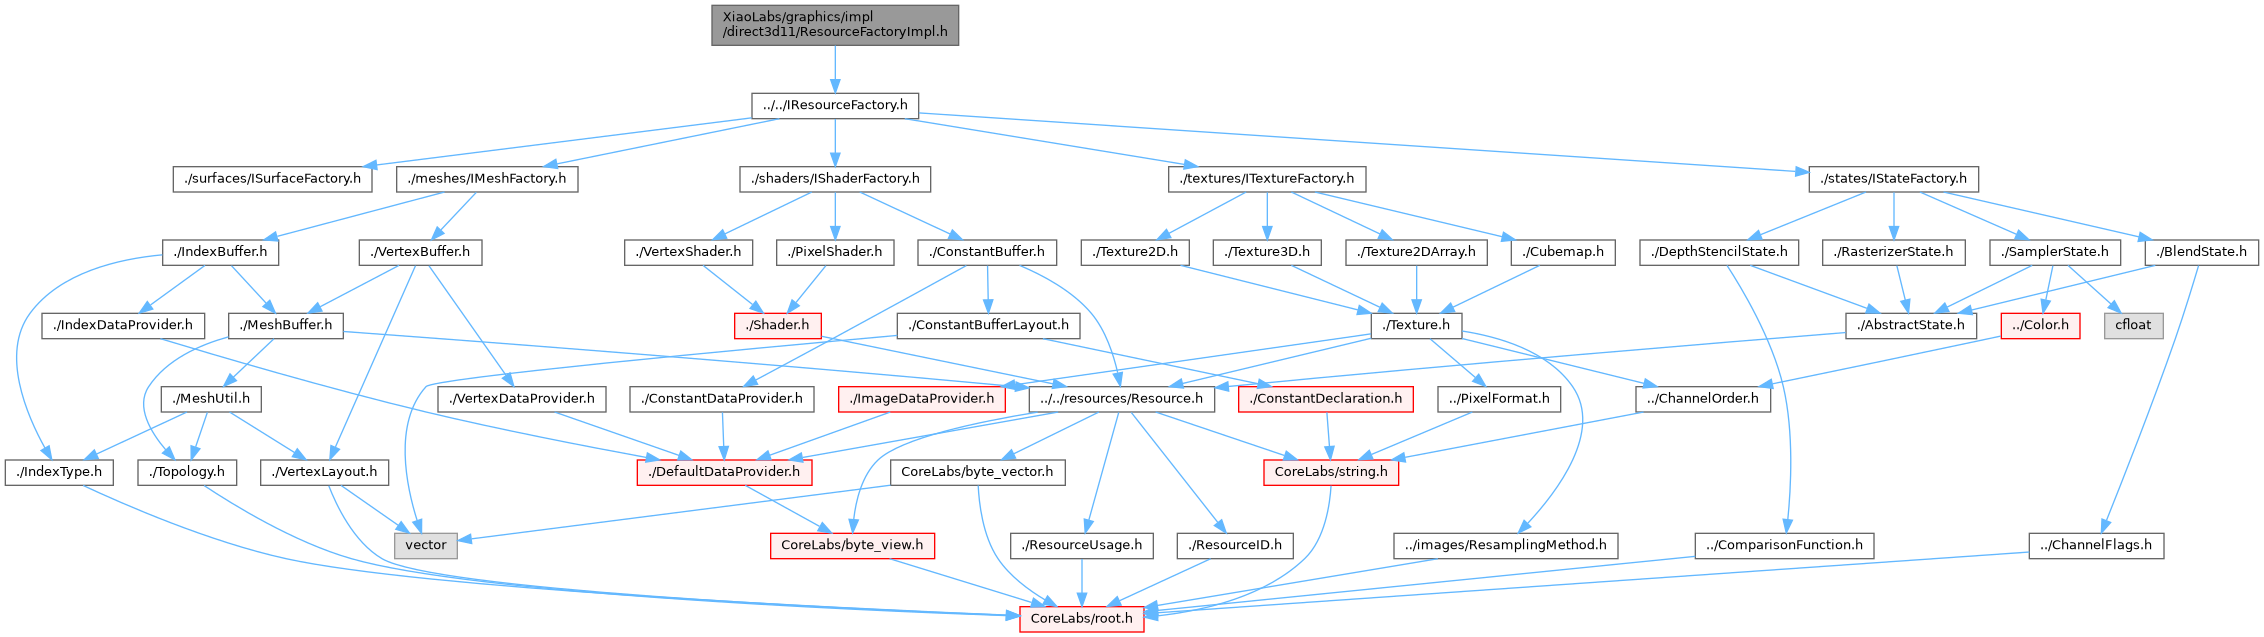 XiaoLabs/graphics/impl
/direct3d11/ResourceFactoryImpl.h
../../IResourceFactory.h
./surfaces/ISurfaceFactory.h
./meshes/IMeshFactory.h
./shaders/IShaderFactory.h
./textures/ITextureFactory.h
./states/IStateFactory.h
./IndexBuffer.h
./VertexBuffer.h
./VertexShader.h
./PixelShader.h
./ConstantBuffer.h
./Texture2D.h
./Texture3D.h
./Texture2DArray.h
./Cubemap.h
./DepthStencilState.h
./RasterizerState.h
./SamplerState.h
./BlendState.h
./IndexDataProvider.h
./MeshBuffer.h
./Shader.h
./ConstantBufferLayout.h
./Texture.h
./AbstractState.h
../Color.h
cfloat
./MeshUtil.h
./VertexDataProvider.h
./ConstantDataProvider.h
./ImageDataProvider.h
../../resources/Resource.h
./ConstantDeclaration.h
../PixelFormat.h
../ChannelOrder.h
./IndexType.h
./Topology.h
./VertexLayout.h
./DefaultDataProvider.h
CoreLabs/byte_vector.h
CoreLabs/string.h
vector
CoreLabs/byte_view.h
./ResourceUsage.h
./ResourceID.h
../images/ResamplingMethod.h
../ComparisonFunction.h
../ChannelFlags.h
CoreLabs/root.h